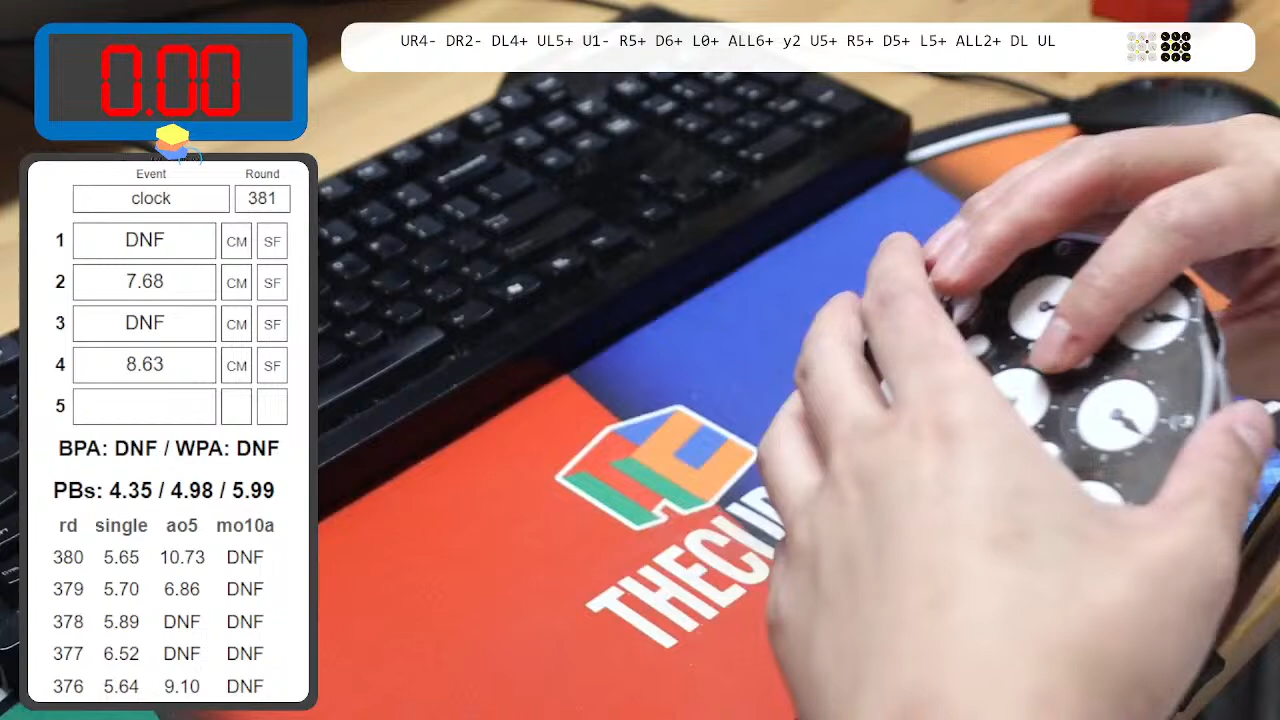 UR4- DR2- DL4+ UL5+ U1- R5+ D6+ L0+ ALL6+ y2 U5+ R5+ D5+ L5+ ALL2+ DL UL
0.00
Event Round
clock 381
1 DNF CM SF
2 7.68 CM SF
3 DNF CM SF
4 8.63 CM SF
5
BPA: DNF / WPA: DNF
PBs: 4.35 / 4.98 / 5.99
rd single ao5 mo10a
380 5.65 10.73 DNF
379 5.70 6.86 DNF
378 5.89 DNF DNF
377 6.52 DNF DNF
376 5.64 9.10 DNF